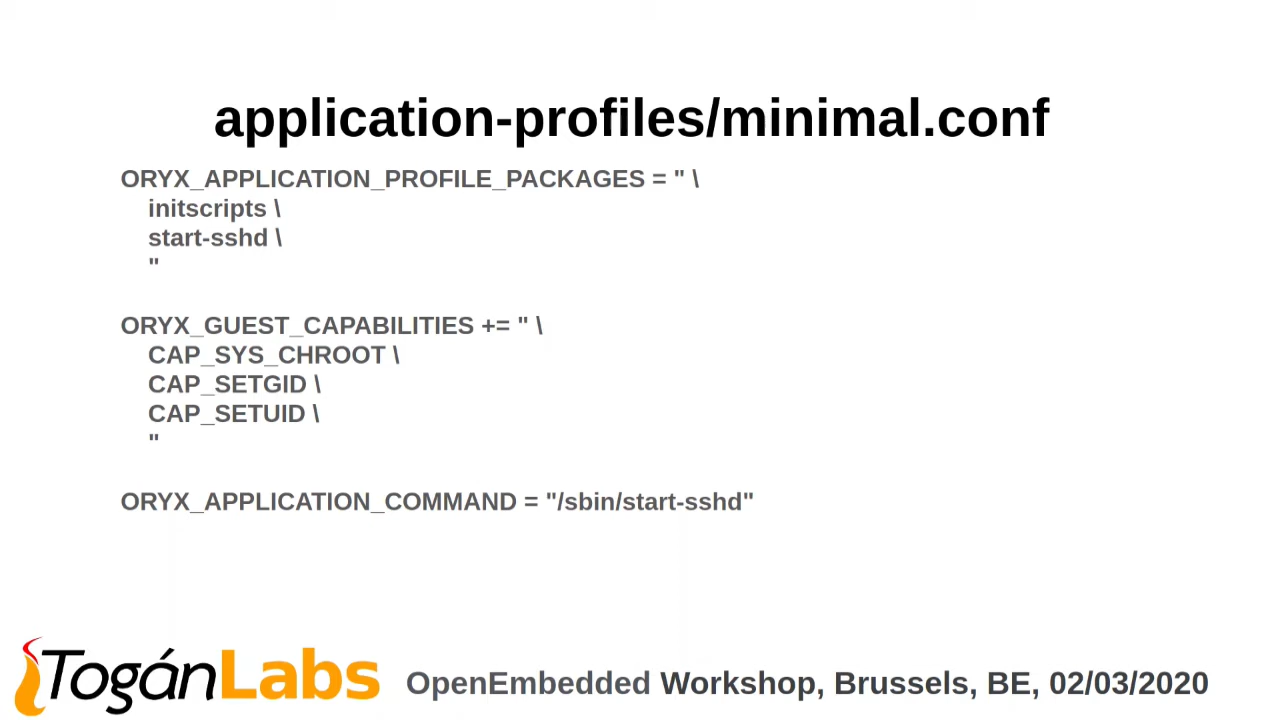 application-profiles/minimal.conf
ORYX_APPLICATION_PROFILE_PACKAGES = " \
initscripts \
start-sshd \
"
ORYX_GUEST_CAPABILITIES += " \
CAP_SYS_CHROOT \
CAP_SETGID \
CAP_SETUID \
"
ORYX_APPLICATION_COMMAND = "/sbin/start-sshd"
TogánLabs
OpenEmbedded Workshop, Brussels, BE, 02/03/2020